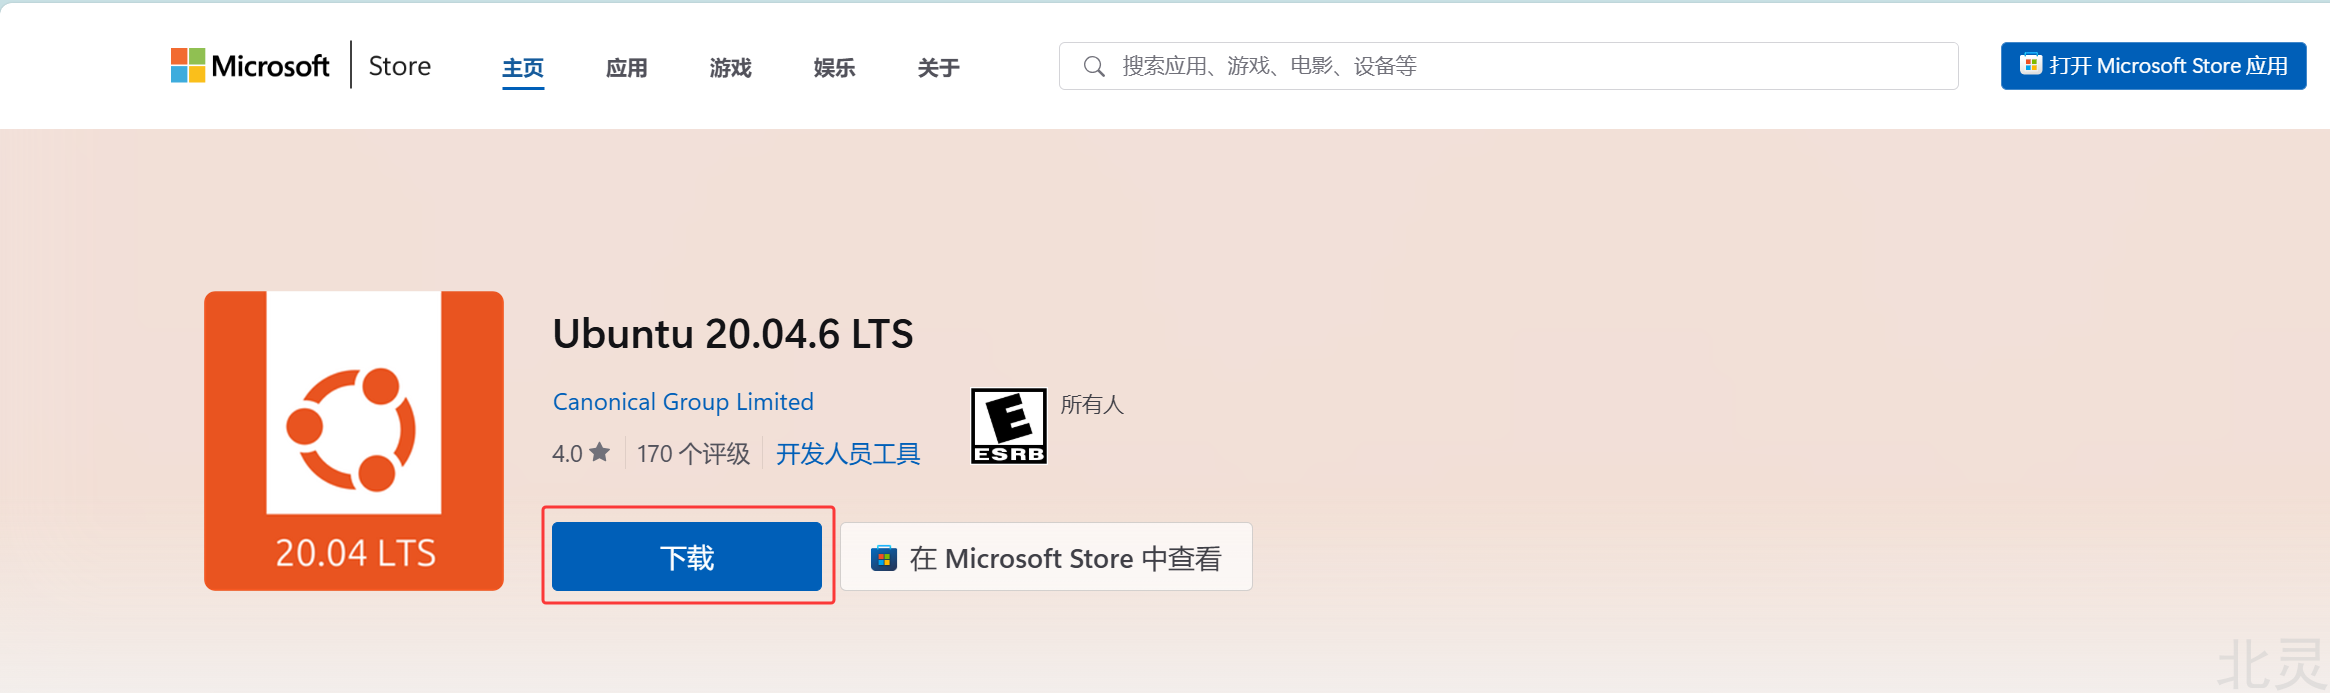 Microsoft | Store 主页 应用 游戏 娱乐 关于 搜索应用、游戏、电影、设备等 打开 Microsoft Store 应用
Ubuntu 20.04.6 LTS
Canonical Group Limited
E
ESRB
所有人
4.0 ★ 170 个评级 开发人员工具
20.04 LTS
下载
在 Microsoft Store 中查看
北灵